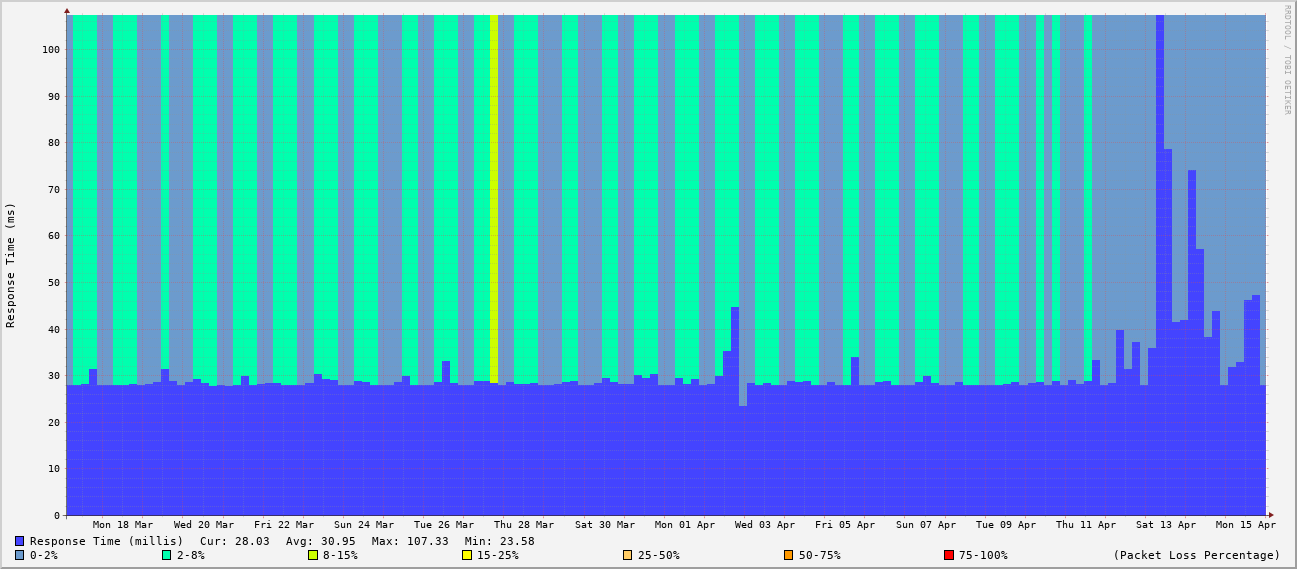 RRDTOOL / TOBI OETIKER
Response Time (ms)
100
90
80
70
60
50
40
30
20
10
0
Mon 18 Mar Wed 20 Mar Fri 22 Mar Sun 24 Mar Tue 26 Mar Thu 28 Mar Sat 30 Mar Mon 01 Apr Wed 03 Apr Fri 05 Apr Sun 07 Apr Tue 09 Apr Thu 11 Apr Sat 13 Apr Mon 15 Apr
Response Time (millis) Cur: 28.03 Avg: 30.95 Max: 107.33 Min: 23.58
0-2% 2-8% 8-15% 15-25% 25-50% 50-75% 75-100% (Packet Loss Percentage)